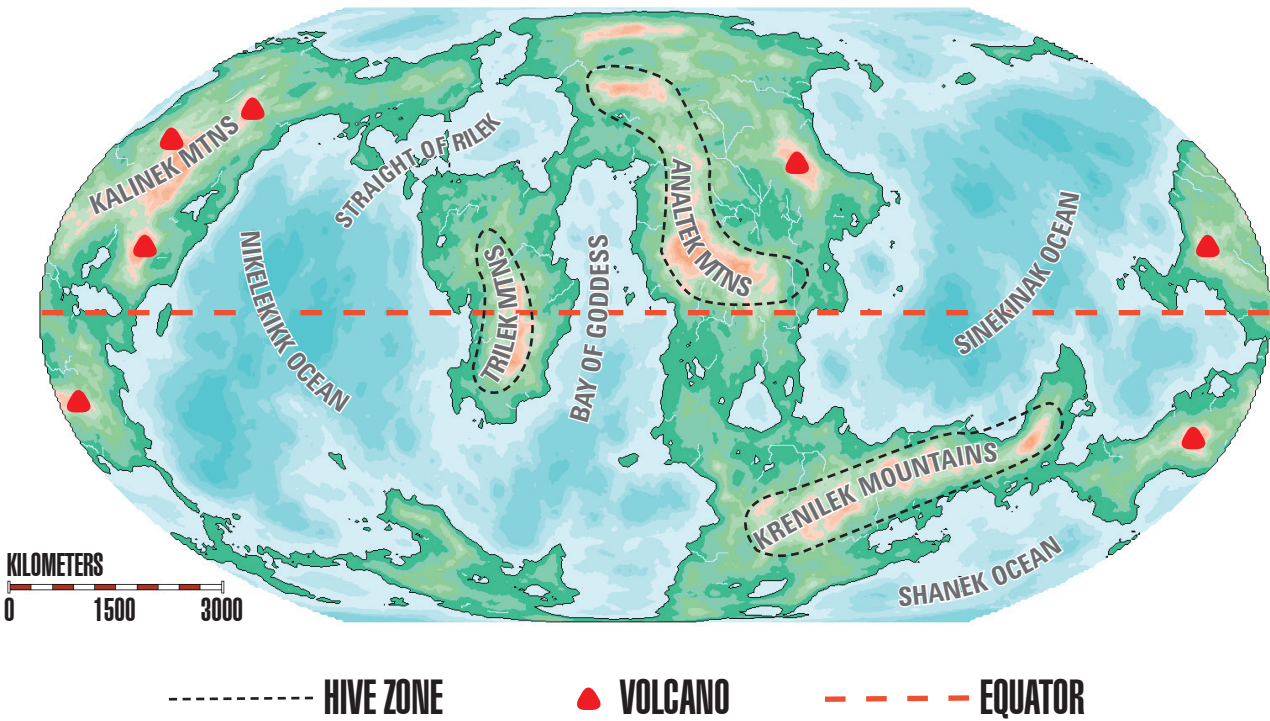 KALINEK MTNS
STRAIGHT OF RILEK
ANALTEK MTNS
NIKELEKIKK OCEAN
TRILEK MTNS
BAY OF GODDESS
SINEKINAK OCEAN
KRENILEK MOUNTAINS
SHANEK OCEAN
KILOMETERS
0 1500 3000
HIVE ZONE VOLCANO EQUATOR